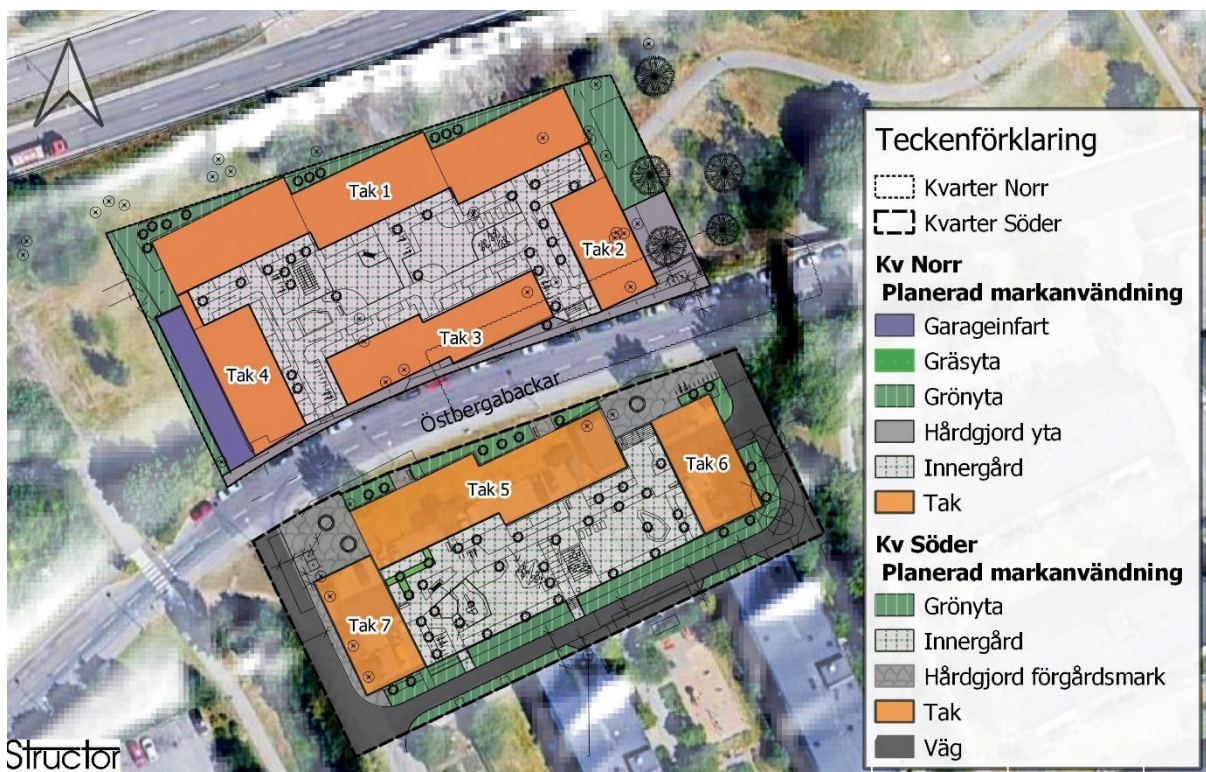 Tak 1
Tak 2
Tak 3
Tak 4
Östbergabackar
Tak 5
Tak 6
Tak 7
Teckenförklaring
Kvarter Norr
Kvarter Söder
Kv Norr
Planerad markanvändning
Garageinfart
Gräsyta
Grönyta
Hårdgjord yta
Innergård
Tak
Kv Söder
Planerad markanvändning
Grönyta
Innergård
Hårdgjord förgårdsmark
Tak
Väg
Structor